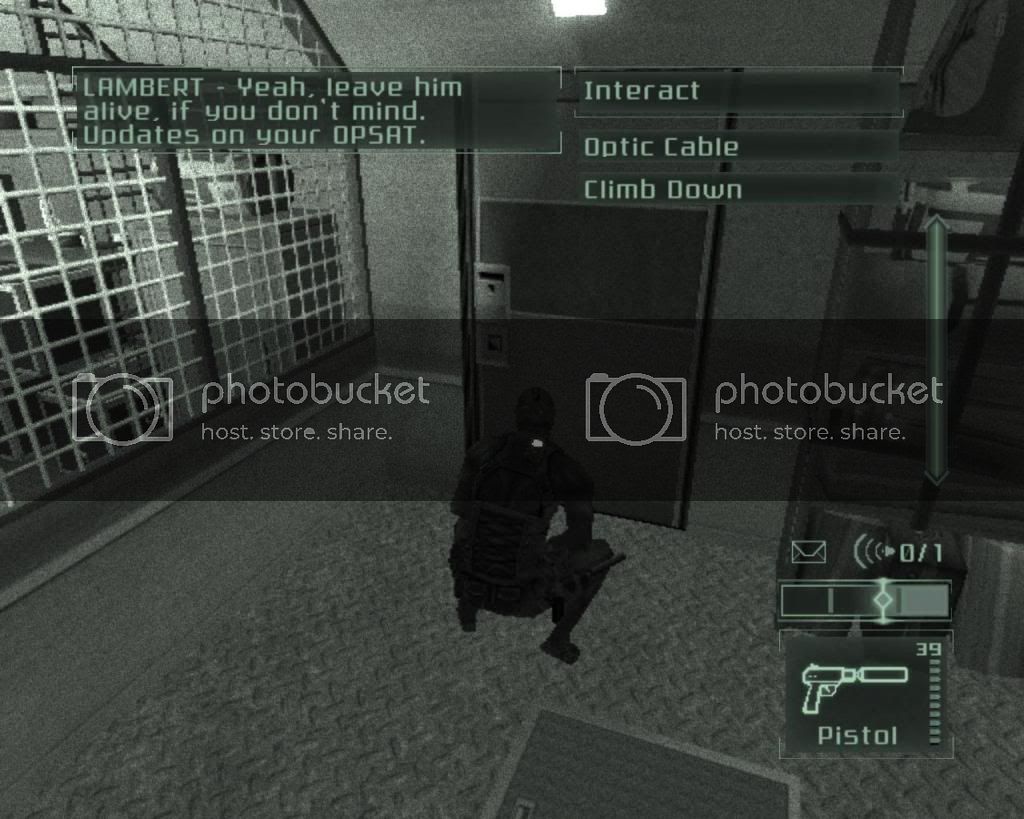 LAMBERT - Yeah, leave him
alive, if you don't mind.
Updates on your OPSAT.
Interact
Optic Cable
Climb Down
photobucket
host. store. share.
photobucket
host. store. share.
0/1
39
Pistol